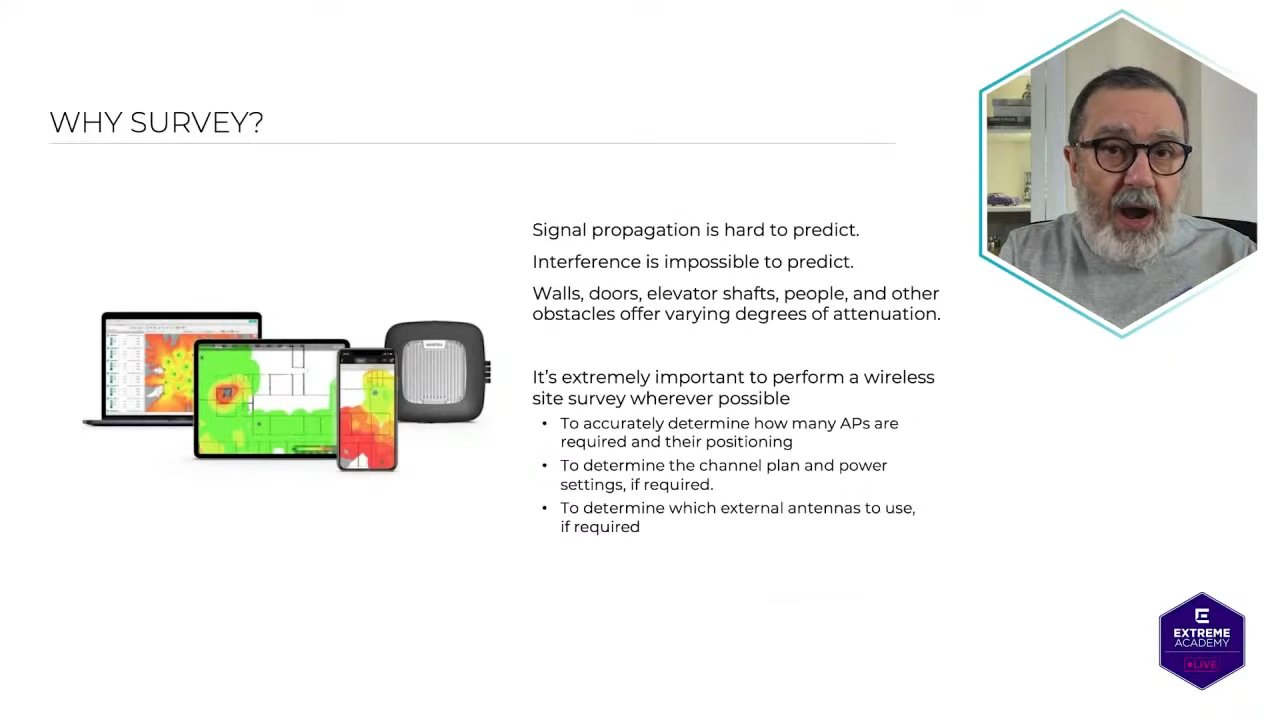 WHY SURVEY?
Signal propagation is hard to predict.
Interference is impossible to predict.
Walls, doors, elevator shafts, people, and other
obstacles offer varying degrees of attenuation.
It’s extremely important to perform a wireless
site survey wherever possible
• To accurately determine how many APs are
required and their positioning
• To determine the channel plan and power
settings, if required.
• To determine which external antennas to use,
if required
EXTREME
ACADEMY
LIVE